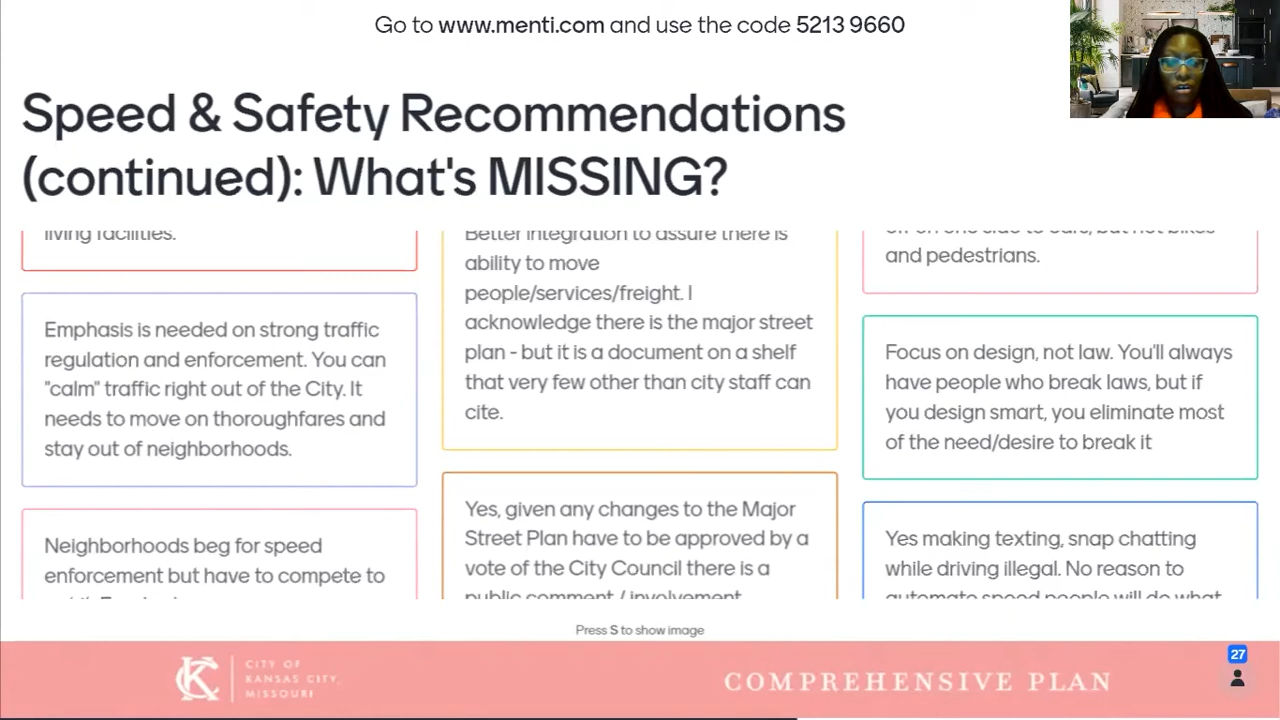 Go to www.menti.com and use the code 5213 9660
Speed & Safety Recommendations
(continued): What's MISSING?
living facilities.
Emphasis is needed on strong traffic
regulation and enforcement. You can
"calm" traffic right out of the City. It
needs to move on thoroughfares and
stay out of neighborhoods.
Neighborhoods beg for speed
enforcement but have to compete to
Better integration to assure there is
ability to move
people/services/freight. I
acknowledge there is the major street
plan - but it is a document on a shelf
that very few other than city staff can
cite.
Yes, given any changes to the Major
Street Plan have to be approved by a
vote of the City Council there is a
public comment / involvement
off on one side to cars, but not bikes
and pedestrians.
Focus on design, not law. You'll always
have people who break laws, but if
you design smart, you eliminate most
of the need/desire to break it
Yes making texting, snap chatting
while driving illegal. No reason to
automate speed people will do what
Press S to show image
KC
CITY OF
KANSAS CITY,
MISSOURI
COMPREHENSIVE PLAN
27